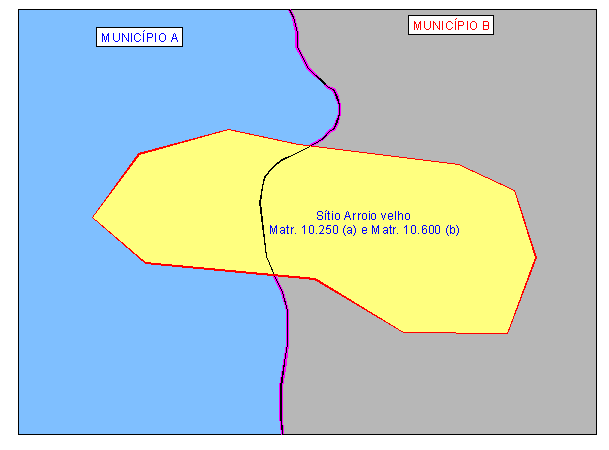 MUNICÍPIO A
MUNICÍPIO B
Sítio Arroio velho
Matr. 10.250 (a) e Matr. 10.600 (b)